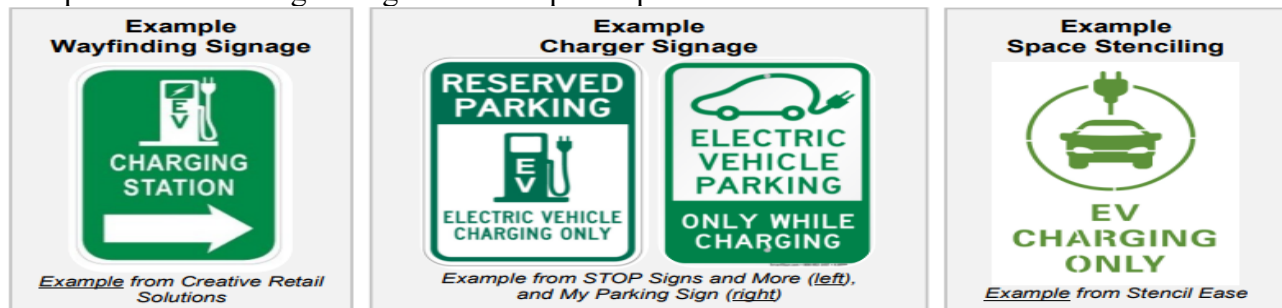 Example
Wayfinding Signage
EV
CHARGING
STATION
Example from Creative Retail
Solutions
Example
Charger Signage
RESERVED
PARKING
EV
ELECTRIC VEHICLE
CHARGING ONLY
ELECTRIC
VEHICLE
PARKING
ONLY WHILE
CHARGING
Example from STOP Signs and More (left),
and My Parking Sign (right)
Example
Space Stenciling
EV
CHARGING
ONLY
Example from Stencil Ease